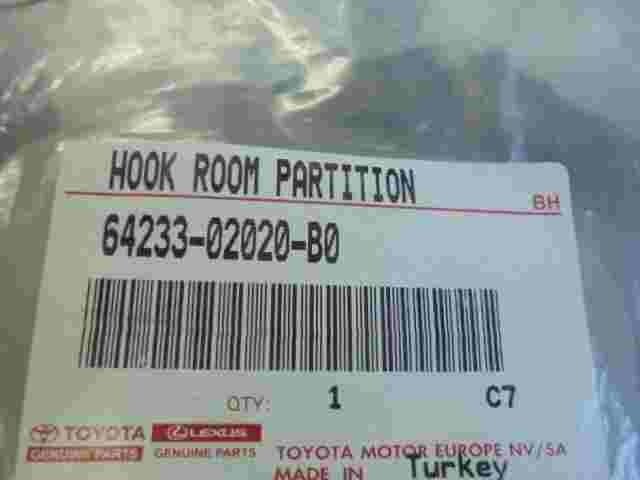 HOOK ROOM PARTITION
BH
64233-02020-B0
QTY: 1 C7
TOYOTA LEXUS
GENUINE PARTS GENUINE PARTS
TOYOTA MOTOR EUROPE NV/SA
MADE IN Turkey